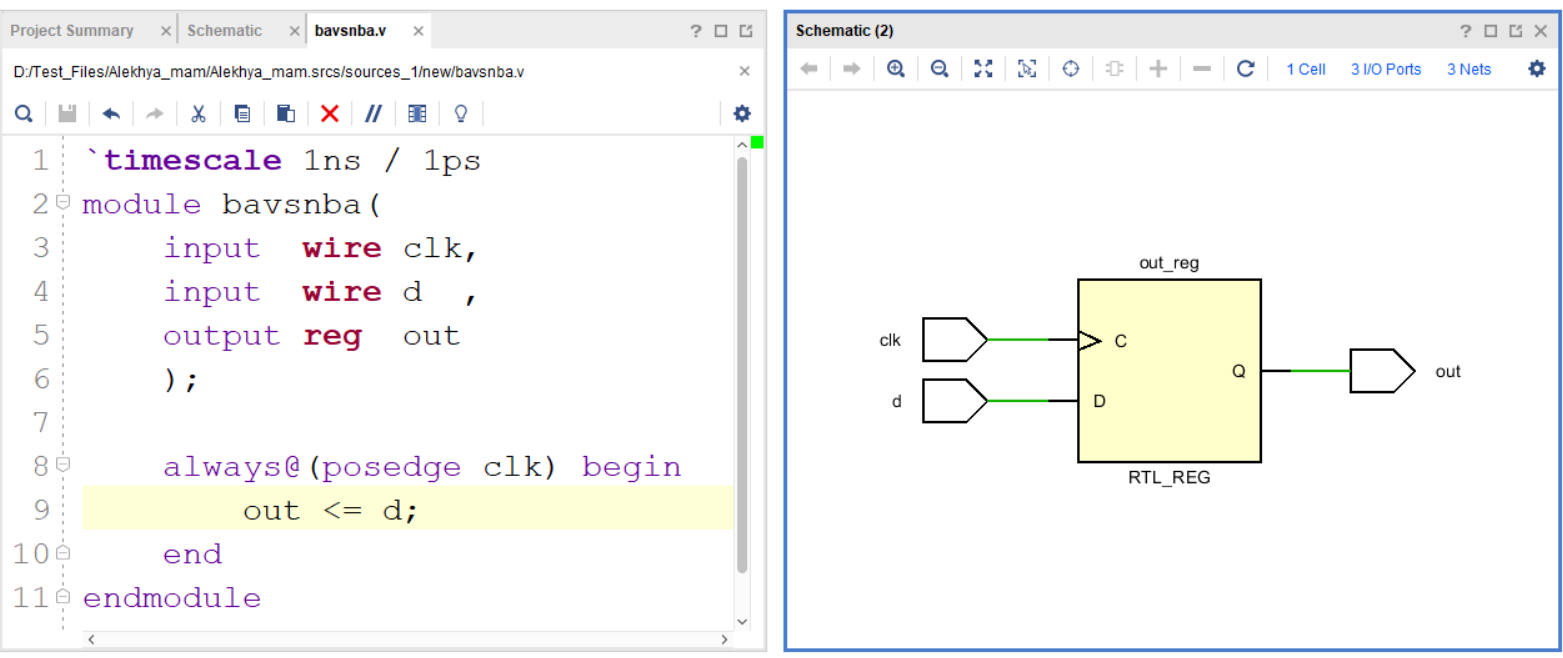 Project Summary × Schematic × bavsnba.v ×
?
D:/Test_Files/Alekhya_mam/Alekhya_mam.srcs/sources_1/new/bavsnba.v ×
//
1 `timescale 1ns / 1ps
2 module bavsnba(
3 input wire clk,
4 input wire d ,
5 output reg out
6 );
7
8 always@(posedge clk) begin
9 out <= d;
10 end
11 endmodule
Schematic (2)
?
1 Cell 3 I/O Ports 3 Nets
out_reg
clk
C
Q
out
d
D
RTL_REG